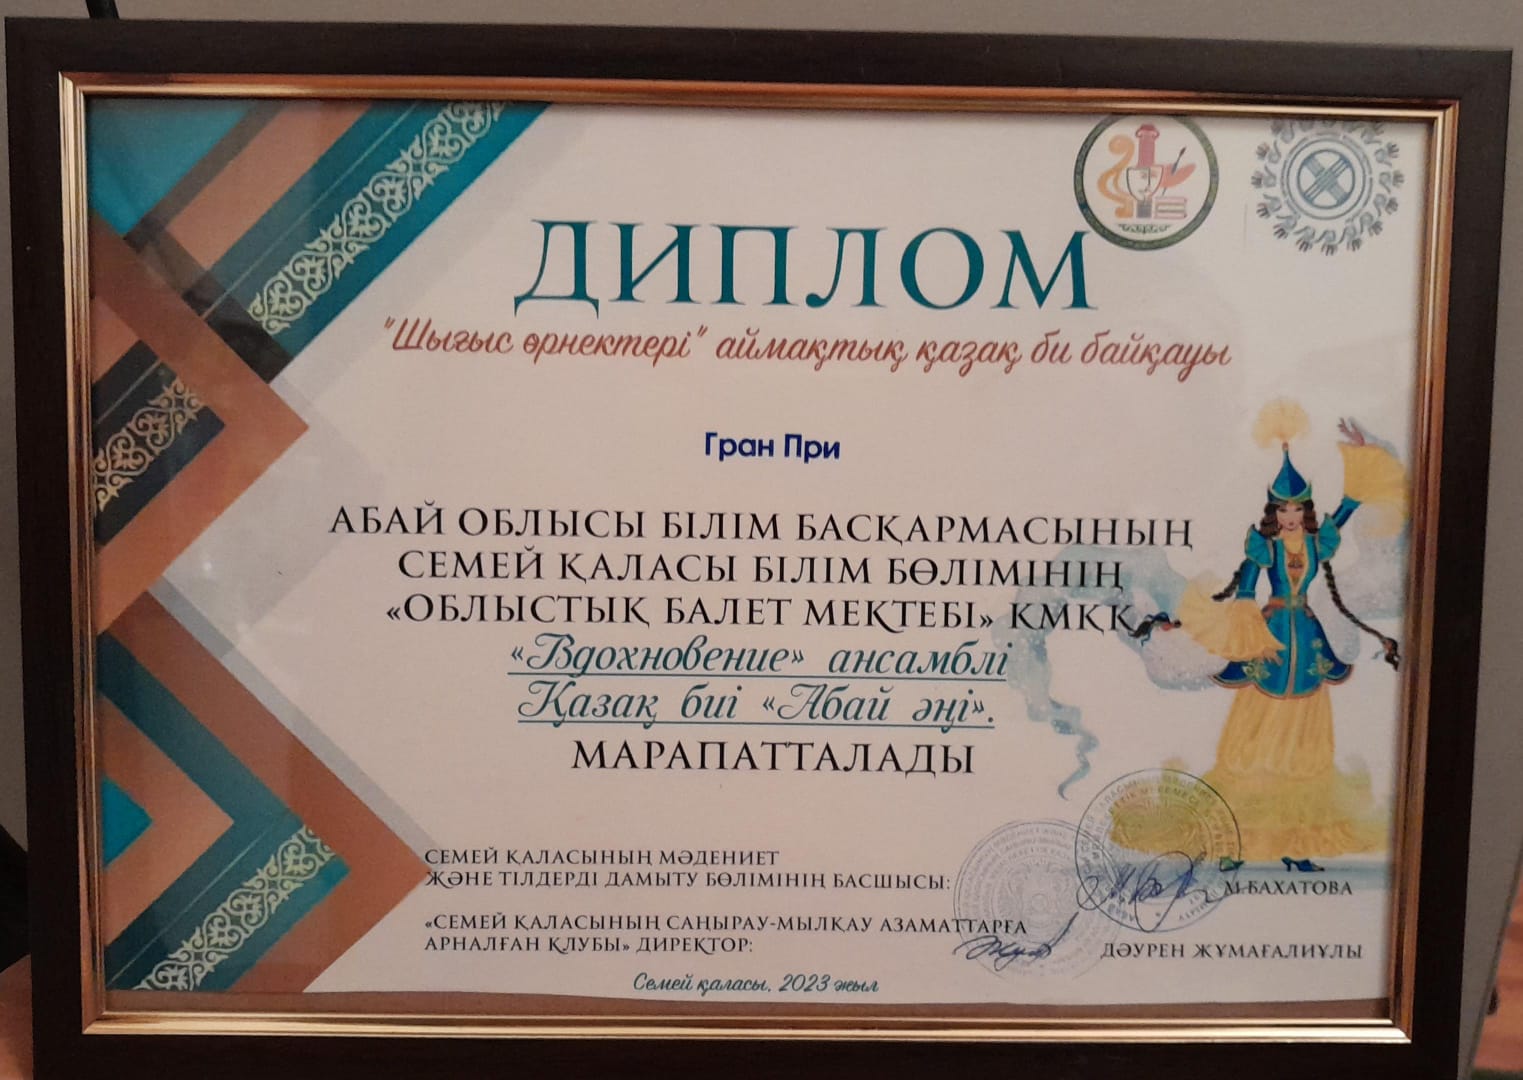 ДИПЛОМ
"Шығыс өрнектері" аймақтық қазақ би байқауы
Гран При
АБАЙ ОБЛЫСЫ БІЛІМ БАСҚАРМАСЫНЫҢ
СЕМЕЙ ҚАЛАСЫ БІЛІМ БӨЛІМІНІҢ
«ОБЛЫСТЫҚ БАЛЕТ МЕКТЕБІ» КМҚК
«Вдохновение» ансамблі
Қазақ биі «Абай әңі».
МАРАПАТТАЛАДЫ
СЕМЕЙ ҚАЛАСЫНЫҢ МӘДЕНИЕТ
ЖӘНЕ ТІЛДЕРДІ ДАМЫТУ БӨЛІМІНІҢ БАСШЫСЫ:
М.БАХАТОВА
«СЕМЕЙ ҚАЛАСЫНЫҢ САҢЫРАУ-МЫЛҚАУ АЗАМАТТАРҒА
АРНАЛҒАН ҚЛУБЫ» ДИРЕКТОР:
ДӘУРЕН ЖҰМАҒАЛИҰЛЫ
Семей қаласы, 2023 жыл